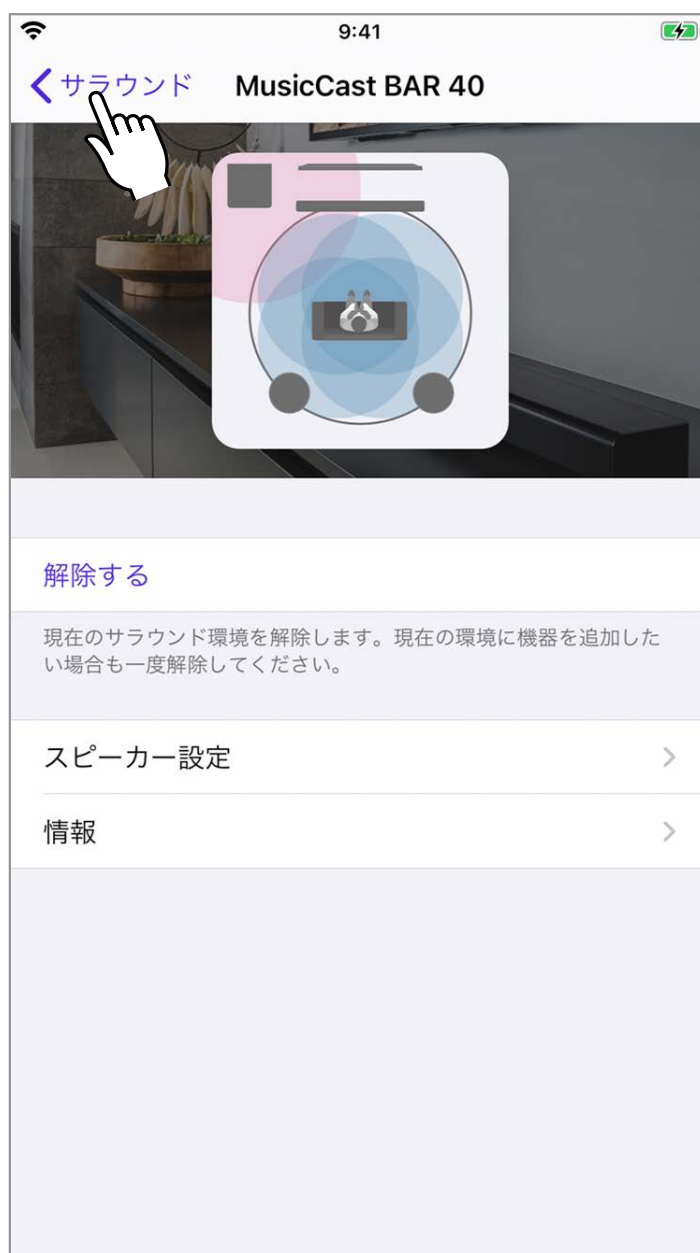 9:41
サラウンド MusicCast BAR 40
解除する
現在のサラウンド環境を解除します。現在の環境に機器を追加した
い場合も一度解除してください。
スピーカー設定
情報